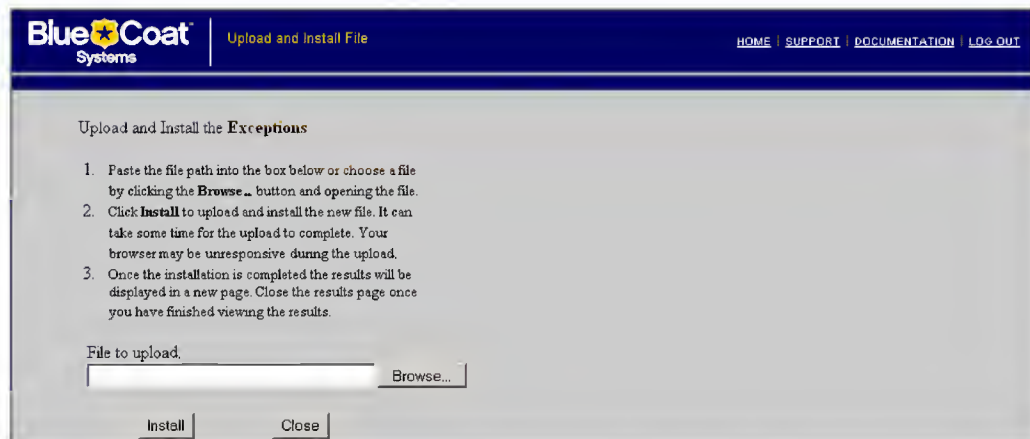 Blue Coat
Systems
Upload and Install File
HOME | SUPPORT | DOCUMENTATION | LOG OUT
Upload and Install the Exceptions
1. Paste the file path into the box below or choose a file
by clicking the Browse... button and opening the file.
2. Click Install to upload and install the new file. It can
take some time for the upload to complete. Your
browser may be unresponsive during the upload.
3. Once the installation is completed the results will be
displayed in a new page. Close the results page once
you have finished viewing the results.
File to upload:
Browse...
Install Close